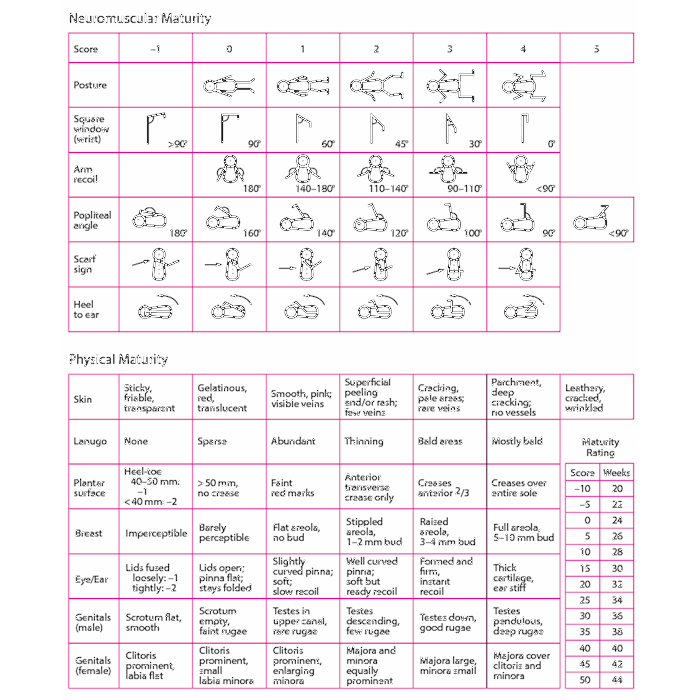 Neuromuscular Maturity
Score –1 0 1 2 3 4 5
Posture
Square
window
(wrist)
>90° 90° 60° 45° 30° 0°
Arm
recoil
180° 140–180° 110–140° 90–110° <90°
Popliteal
angle
180° 160° 140° 120° 100° 90° <90°
Scarf
sign
Heel
to ear
Physical Maturity
Skin
Sticky,
friable,
transparent
Gelatinous,
red,
translucent
Smooth, pink;
visible veins
Superficial
peeling
and/or rash;
few veins
Cracking,
pale areas;
rare veins
Parchment,
deep
cracking;
no vessels
Leathery,
cracked,
wrinkled
Lanugo
None
Sparse
Abundant
Thinning
Bald areas
Mostly bald
Plantar
surface
Heel-toe
40–50 mm:
–1
<40 mm: –2
>50 mm,
no crease
Faint
red marks
Anterior
transverse
crease only
Creases
anterior 2/3
Creases over
entire sole
Breast
Imperceptible
Barely
perceptible
Flat areola,
no bud
Stippled
areola,
1–2 mm bud
Raised
areola,
3–4 mm bud
Full areola,
5–10 mm bud
Eye/Ear
Lids fused
loosely: –1
tightly: –2
Lids open;
pinna flat;
stays folded
Slightly
curved pinna;
soft;
slow recoil
Well curved
pinna;
soft but
ready recoil
Formed and
firm,
instant
recoil
Thick
cartilage,
ear stiff
Genitals
(male)
Scrotum flat,
smooth
Scrotum
empty,
faint rugae
Testes in
upper canal,
rare rugae
Testes
descending,
few rugae
Testes down,
good rugae
Testes
pendulous,
deep rugae
Genitals
(female)
Clitoris
prominent,
labia flat
Clitoris
prominent,
small
labia minora
Clitoris
prominent,
enlarging
minora
Majora and
minora
equally
prominent
Majora large,
minora small
Majora cover
clitoris and
minora
Maturity
Rating
Score Weeks
–10 20
–5 22
0 24
5 26
10 28
15 30
20 32
25 34
30 36
35 38
40 40
45 42
50 44